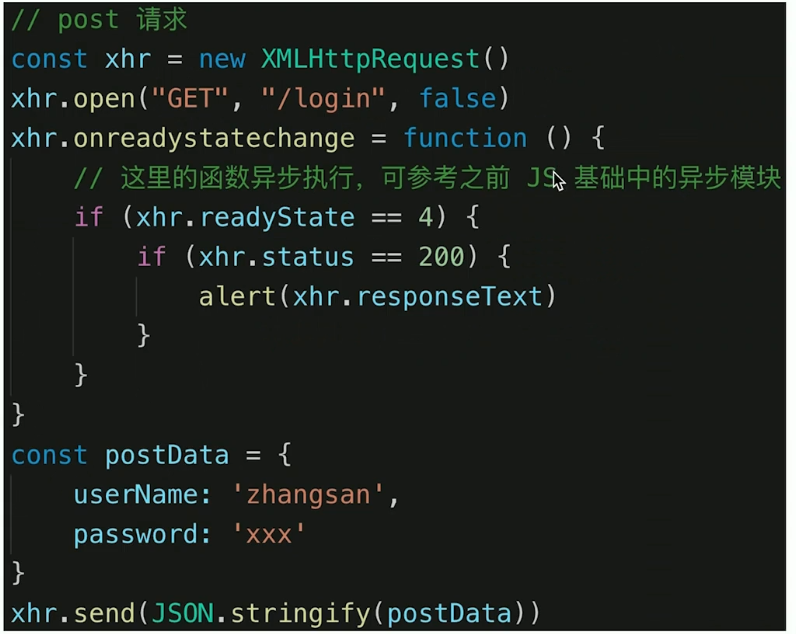 // post 请求
const xhr = new XMLHttpRequest()
xhr.open("GET", "/login", false)
xhr.onreadystatechange = function () {
    // 这里的函数异步执行，可参考之前 JS 基础中的异步模块
    if (xhr.readyState == 4) {
        if (xhr.status == 200) {
            alert(xhr.responseText)
        }
    }
}
const postData = {
    userName: 'zhangsan',
    password: 'xxx'
}
xhr.send(JSON.stringify(postData))